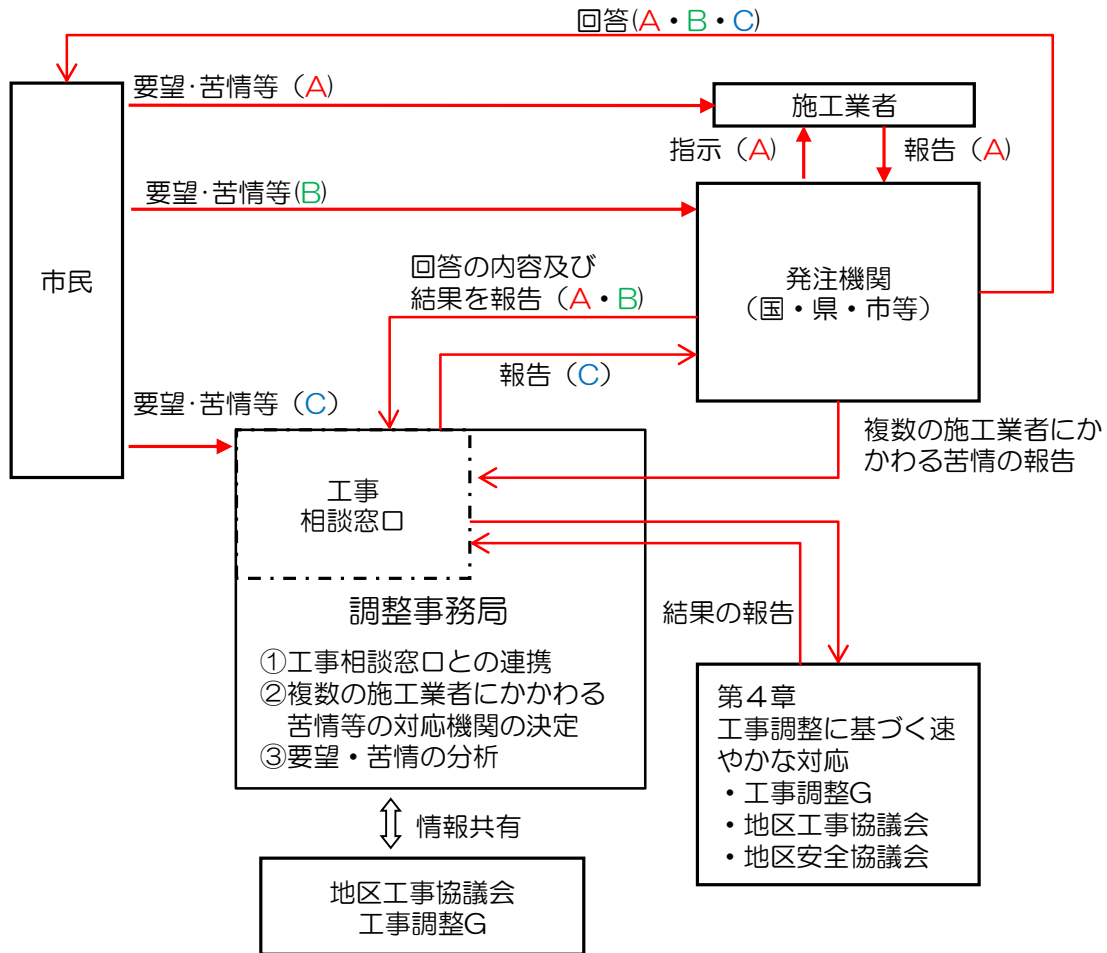 回答(A・B・C)
要望・苦情等（A)
施工業者
指示（A)
報告（A)
要望・苦情等(B)
市民
回答の内容及び
結果を報告（A・B)
発注機関
（国・県・市等）
報告（C）
要望・苦情等（C）
複数の施工業者にか
かわる苦情の報告
工事
相談窓口
調整事務局
①工事相談窓口との連携
②複数の施工業者にかかわる
苦情等の対応機関の決定
③要望・苦情の分析
結果の報告
第４章
工事調整に基づく速
やかな対応
・工事調整G
・地区工事協議会
・地区安全協議会
情報共有
地区工事協議会
工事調整G